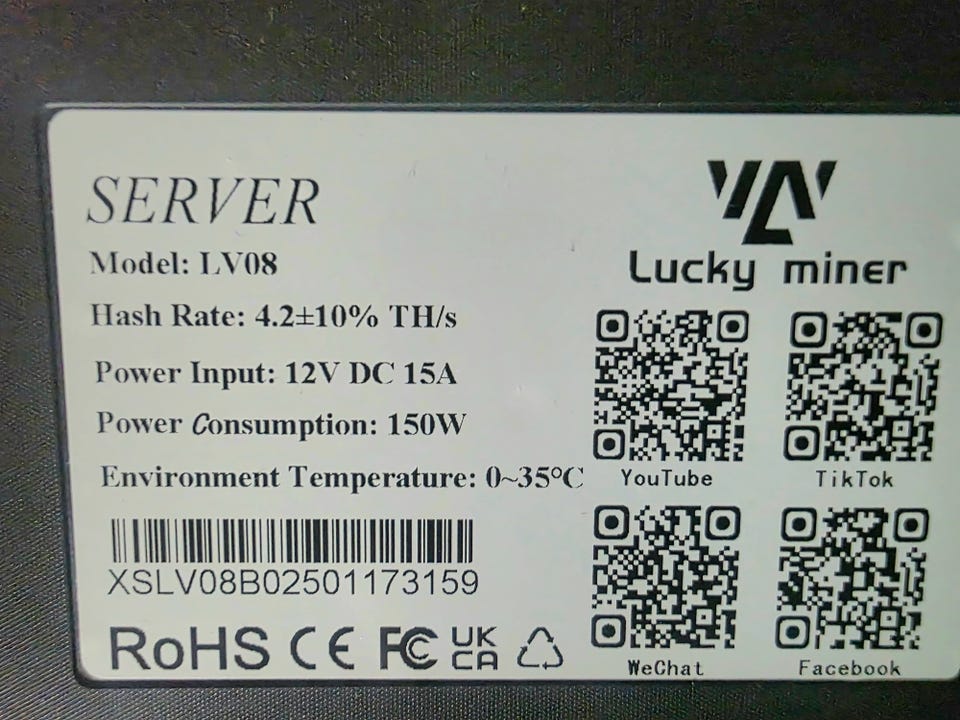 SERVER
Model: LV08
Hash Rate: 4.2±10% TH/s
Power Input: 12V DC 15A
Power Consumption: 150W
Environment Temperature: 0~35°C
XSLV08B02501173159
RoHS CE FC UK CA
Lucky miner
YouTube
TikTok
WeChat
Facebook